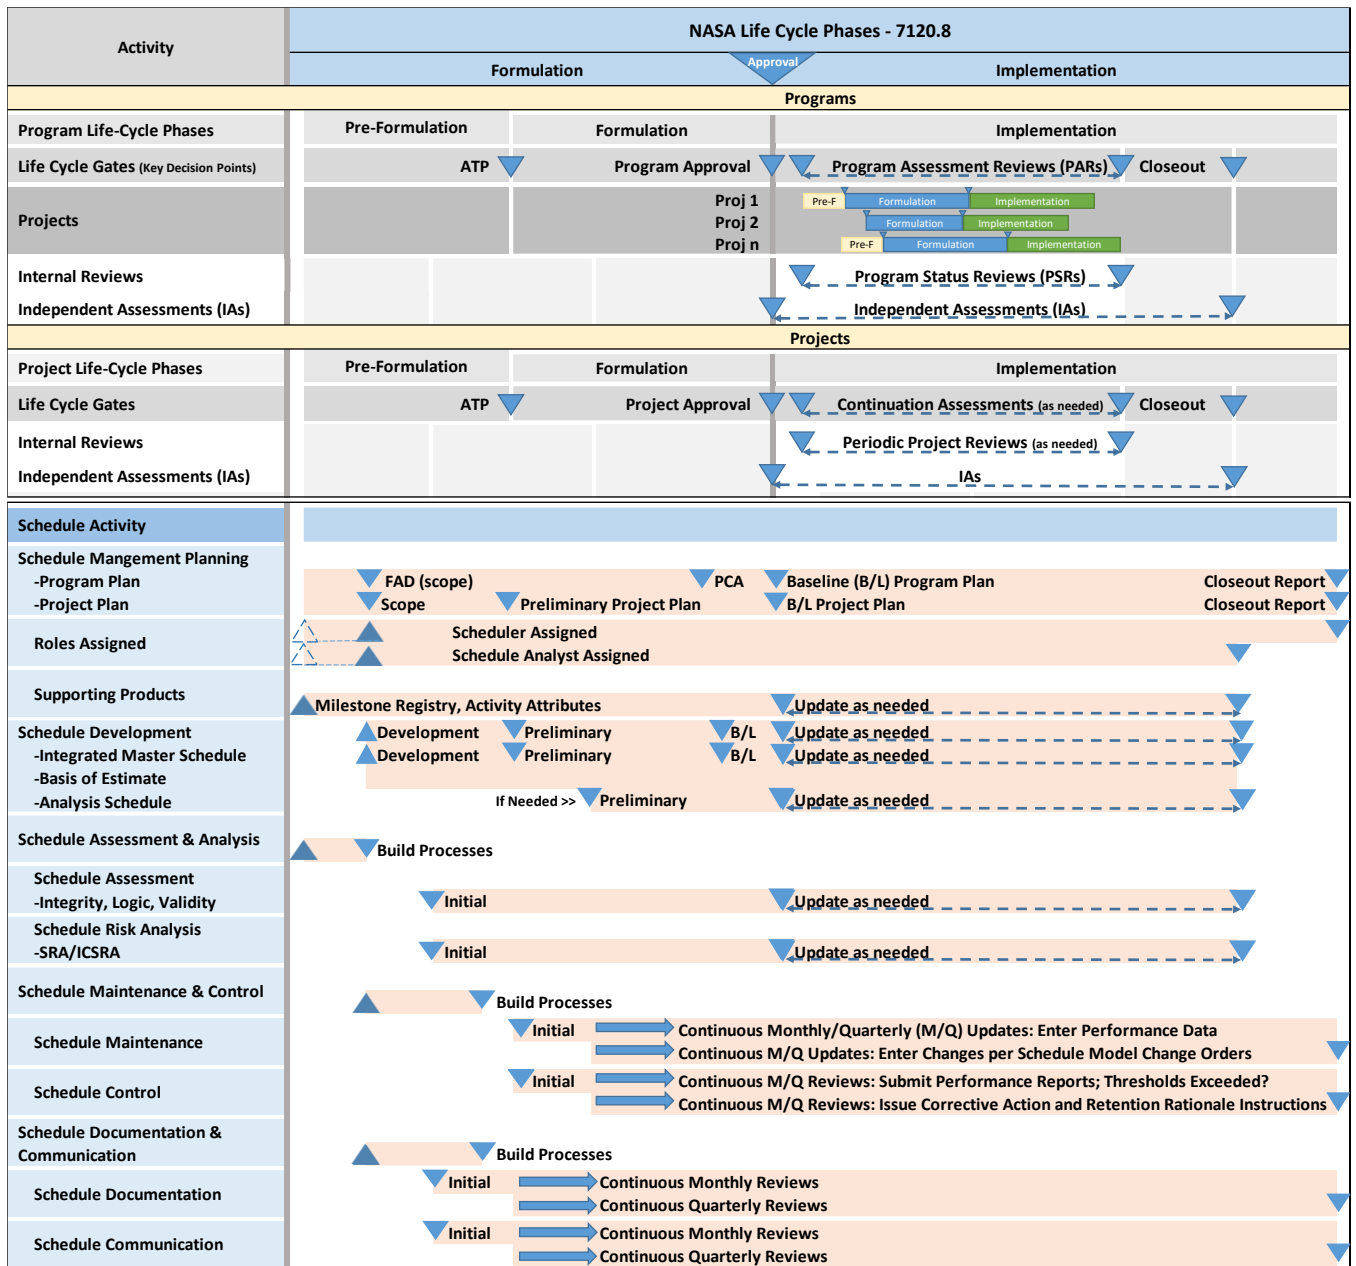 Activity
NASA Life Cycle Phases - 7120.8
Formulation
Approval
Implementation
Programs
Program Life-Cycle Phases
Pre-Formulation
Formulation
Implementation
Life Cycle Gates (Key Decision Points)
ATP
Program Approval
Program Assessment Reviews (PARs)
Closeout
Projects
Proj 1
Pre-F
Formulation
Implementation
Proj 2
Formulation
Implementation
Proj n
Pre-F
Formulation
Implementation
Internal Reviews
Program Status Reviews (PSRs)
Independent Assessments (IAs)
Independent Assessments (IAs)
Projects
Project Life-Cycle Phases
Pre-Formulation
Formulation
Implementation
Life Cycle Gates
ATP
Project Approval
Continuation Assessments (as needed)
Closeout
Internal Reviews
Periodic Project Reviews (as needed)
Independent Assessments (IAs)
IAs
Schedule Activity
Schedule Mangement Planning
-Program Plan
FAD (scope)
PCA
Baseline (B/L) Program Plan
Closeout Report
-Project Plan
Scope
Preliminary Project Plan
B/L Project Plan
Closeout Report
Roles Assigned
Scheduler Assigned
Schedule Analyst Assigned
Supporting Products
Milestone Registry, Activity Attributes
Update as needed
Schedule Development
Development
Preliminary
B/L
Update as needed
-Integrated Master Schedule
Development
Preliminary
B/L
Update as needed
-Basis of Estimate
-Analysis Schedule
If Needed >>
Preliminary
Update as needed
Schedule Assessment & Analysis
Build Processes
Schedule Assessment
-Integrity, Logic, Validity
Initial
Update as needed
Schedule Risk Analysis
-SRA/ICSRA
Initial
Update as needed
Schedule Maintenance & Control
Build Processes
Schedule Maintenance
Initial
Continuous Monthly/Quarterly (M/Q) Updates: Enter Performance Data
Continuous M/Q Updates: Enter Changes per Schedule Model Change Orders
Schedule Control
Initial
Continuous M/Q Reviews: Submit Performance Reports; Thresholds Exceeded?
Continuous M/Q Reviews: Issue Corrective Action and Retention Rationale Instructions
Schedule Documentation &
Communication
Build Processes
Schedule Documentation
Initial
Continuous Monthly Reviews
Continuous Quarterly Reviews
Schedule Communication
Initial
Continuous Monthly Reviews
Continuous Quarterly Reviews